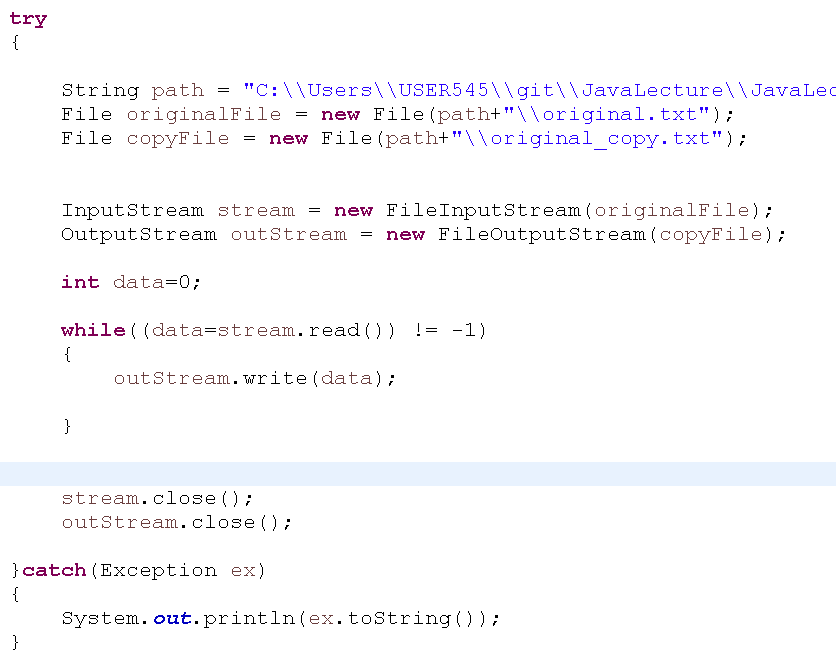 try
{
String path = "C:\\Users\\USER545\\git\\JavaLecture\\JavaLec
File originalFile = new File(path+"\\original.txt");
File copyFile = new File(path+"\\original_copy.txt");
InputStream stream = new FileInputStream(originalFile);
OutputStream outStream = new FileOutputStream(copyFile);
int data=0;
while((data=stream.read()) != -1)
{
outStream.write(data);
}
stream.close();
outStream.close();
}catch(Exception ex)
{
System.out.println(ex.toString());
}